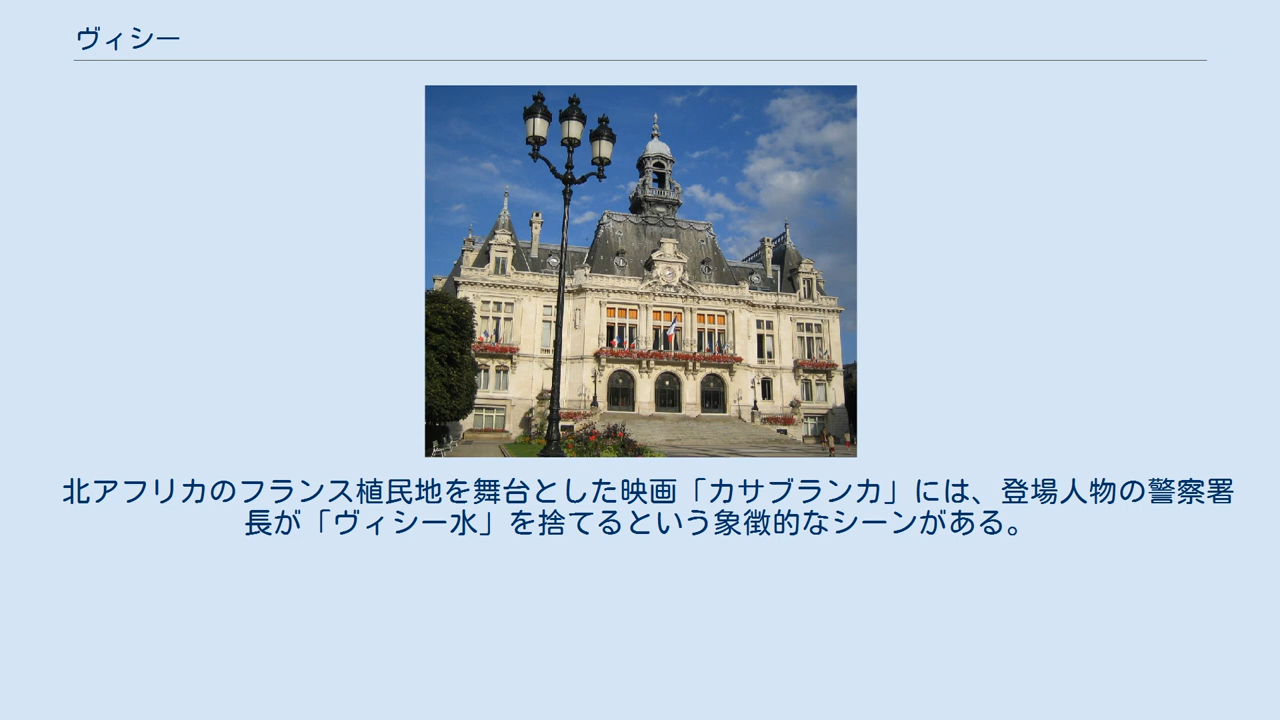 ヴィシー
北アフリカのフランス植民地を舞台とした映画「カサブランカ」には、登場人物の警察署
長が「ヴィシー水」を捨てるという象徴的なシーンがある。